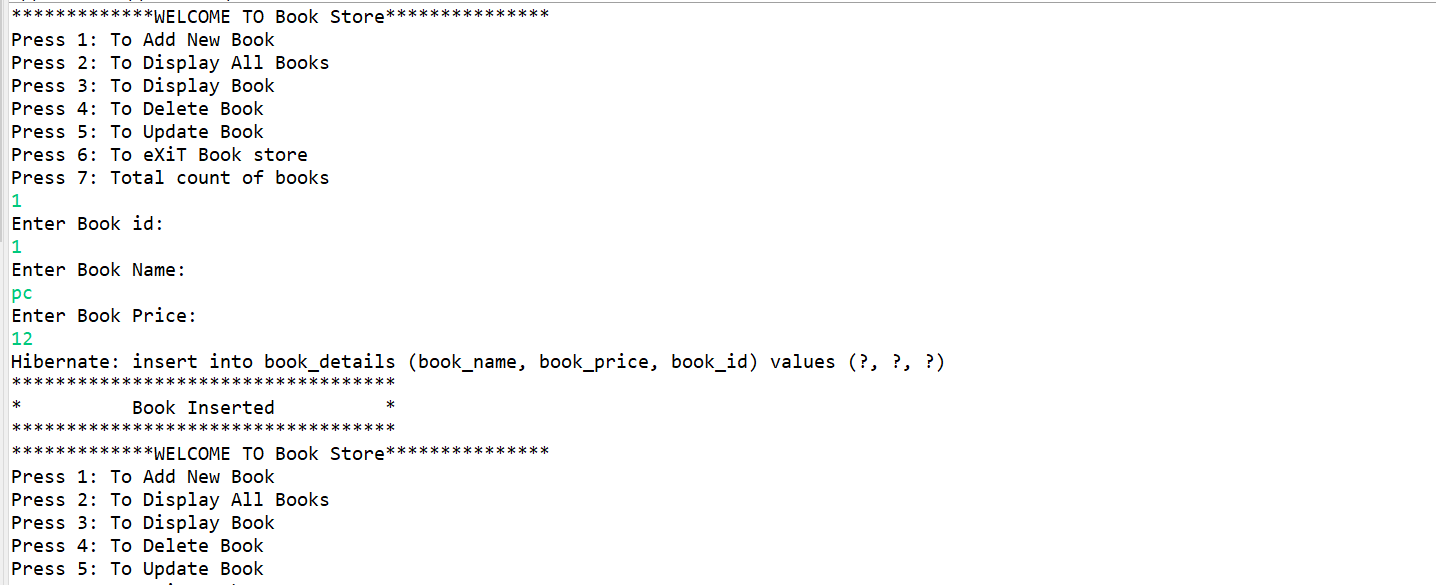 *************WELCOME TO Book Store***************
Press 1: To Add New Book
Press 2: To Display All Books
Press 3: To Display Book
Press 4: To Delete Book
Press 5: To Update Book
Press 6: To eXiT Book store
Press 7: Total count of books
1
Enter Book id:
1
Enter Book Name:
pc
Enter Book Price:
12
Hibernate: insert into book_details (book_name, book_price, book_id) values (?, ?, ?)
***********************************
*          Book Inserted          *
***********************************
*************WELCOME TO Book Store***************
Press 1: To Add New Book
Press 2: To Display All Books
Press 3: To Display Book
Press 4: To Delete Book
Press 5: To Update Book